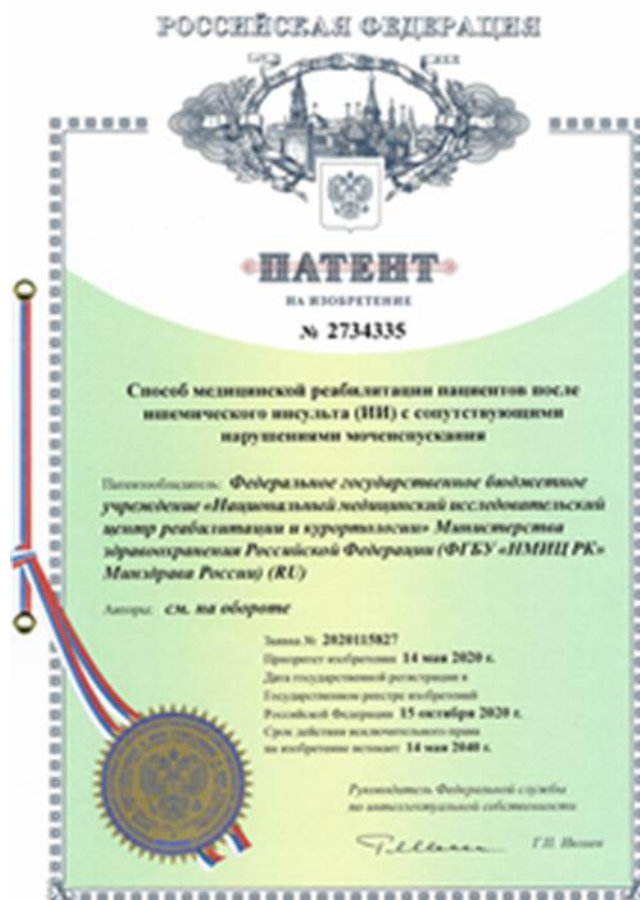 РОССИЙСКАЯ ФЕДЕРАЦИЯ
ПАТЕНТ
НА ИЗОБРЕТЕНИЕ
№ 2734335
Способ медицинской реабилитации пациентов после
ишемического инсульта (ИИ) с сопутствующими
нарушениями мочеиспускания
Патентообладатель: Федеральное государственное бюджетное
учреждение «Национальный медицинский исследовательский
центр реабилитации и курортологии» Министерства
здравоохранения Российской Федерации (ФГБУ «НМИЦ РК»
Минздрава России) (RU)
Авторы: см. на обороте
Заявка № 2020115827
Приоритет изобретения 14 мая 2020 г.
Дата государственной регистрации в
Государственном реестре изобретений
Российской Федерации 15 октября 2020 г.
Срок действия исключительного права
на изобретение истекает 14 мая 2040 г.
Руководитель Федеральной службы
по интеллектуальной собственности
Г.П. Ивлиев